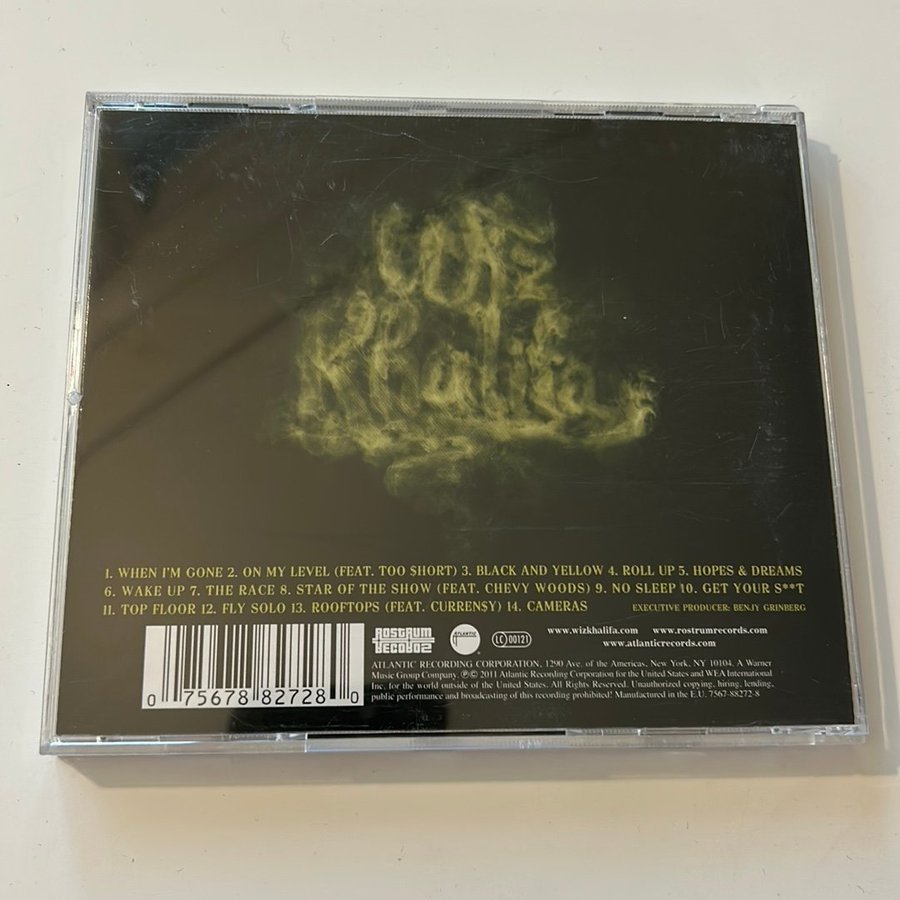 Wiz
Khalifa
1. WHEN I'M GONE 2. ON MY LEVEL (FEAT. TOO $HORT) 3. BLACK AND YELLOW 4. ROLL UP 5. HOPES & DREAMS
6. WAKE UP 7. THE RACE 8. STAR OF THE SHOW (FEAT. CHEVY WOODS) 9. NO SLEEP 10. GET YOUR S**T
11. TOP FLOOR 12. FLY SOLO 13. ROOFTOPS (FEAT. CURREN$Y) 14. CAMERAS
EXECUTIVE PRODUCER: BENJY GRINBERG
0 75678 82728 0
ROSTRUM
RECORDS
ATLANTIC
LC 00121
www.wizkhalifa.com www.rostrumrecords.com
www.atlanticrecords.com
ATLANTIC RECORDING CORPORATION, 1290 Ave. of the Americas, New York, NY 10104. A Warner
Music Group Company. ℗© 2011 Atlantic Recording Corporation for the United States and WEA International
Inc. for the world outside of the United States. All Rights Reserved. Unauthorized copying, hiring, lending,
public performance and broadcasting of this recording prohibited! Manufactured in the E.U. 7567-88272-8